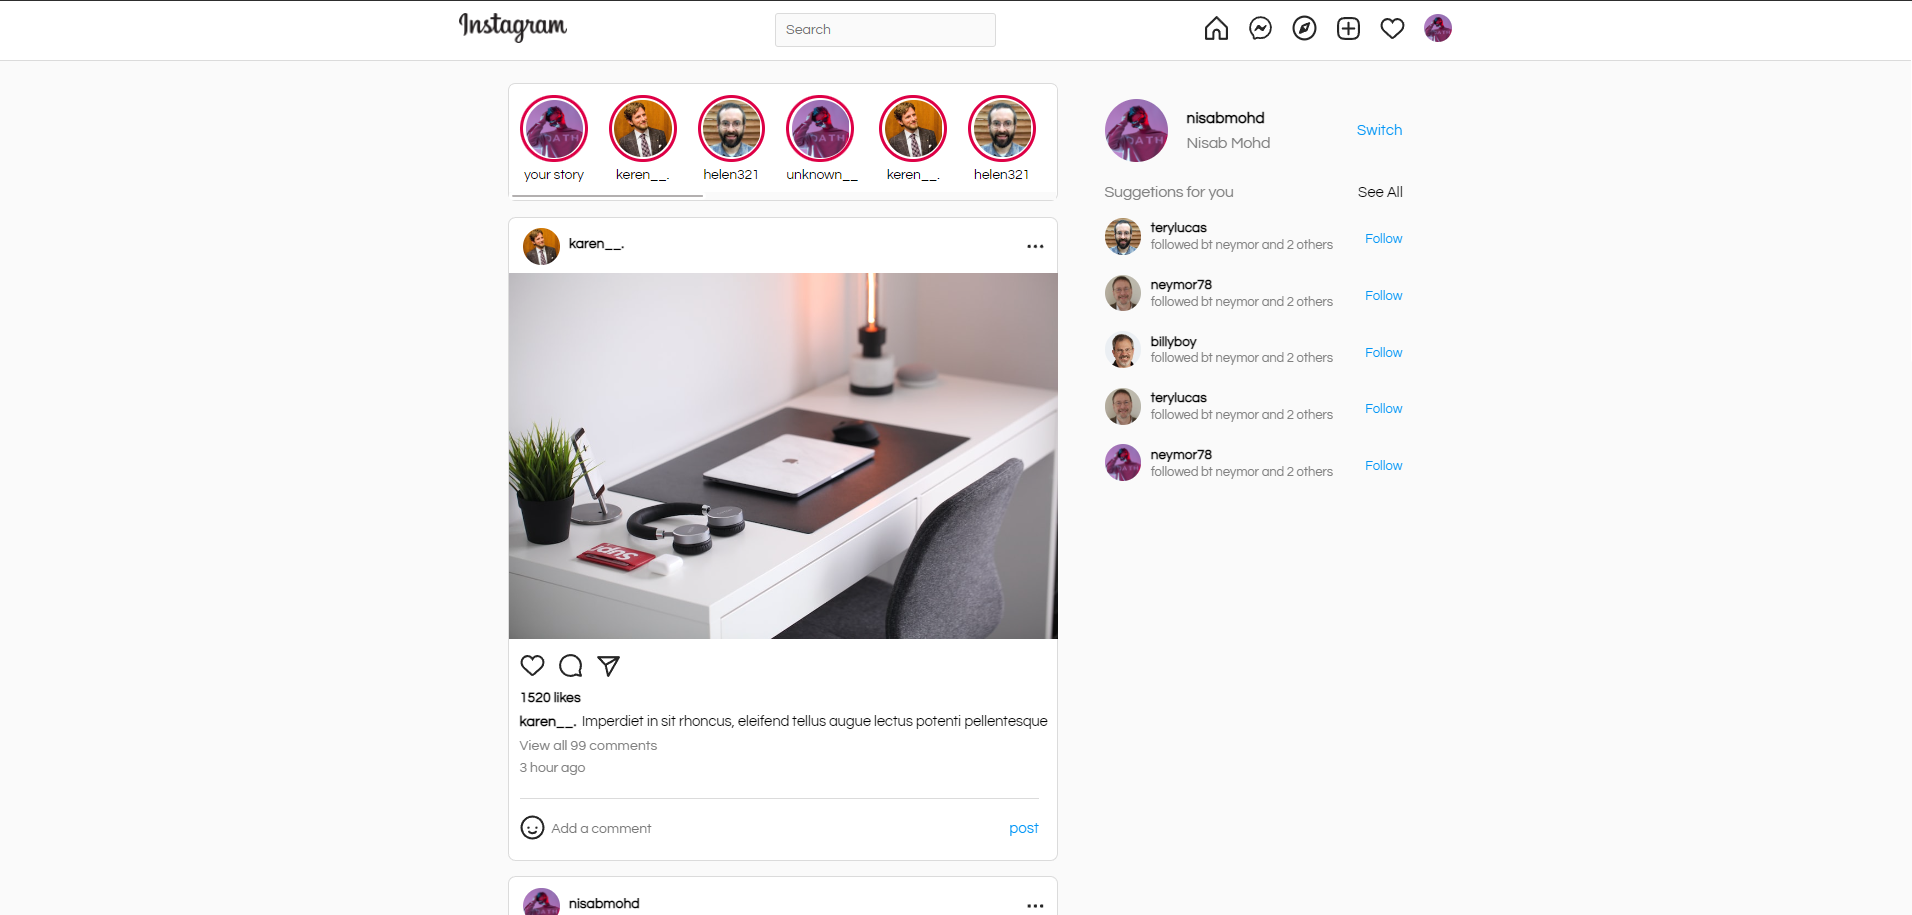 Instagram
Search
your story
keren__.
helen321
unknown__
keren__.
helen321
nisabmohd
Nisab Mohd
Switch
Suggetions for you
See All
terylucas
followed bt neymor and 2 others
Follow
neymor78
followed bt neymor and 2 others
Follow
billyboy
followed bt neymor and 2 others
Follow
terylucas
followed bt neymor and 2 others
Follow
neymor78
followed bt neymor and 2 others
Follow
karen__.
1520 likes
karen__. Imperdiet in sit rhoncus, eleifend tellus augue lectus potenti pellentesque
View all 99 comments
3 hour ago
Add a comment
post
nisabmohd